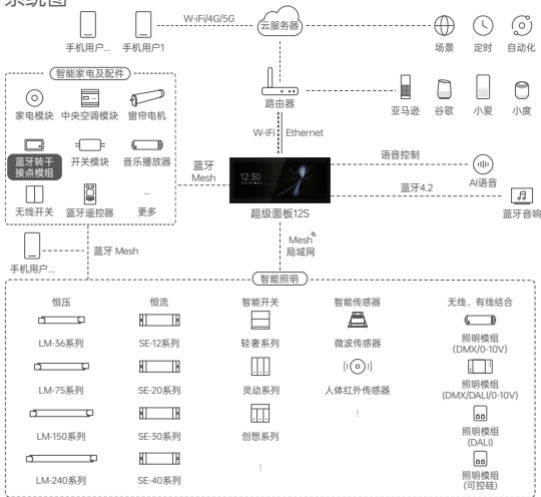 系统图
W-iFi/4G/5G
云服务器
手机用户...
手机用户1
场景
定时
自动化
智能家电及配件
家电模块
中央空调模块
窗帘电机
路由器
亚马逊
谷歌
小爱
小度
W-iFi
Ethernet
蓝牙转干
接点模组
开关模块
音乐播放器
蓝牙
Mesh
12:30
语音控制
AI语音
蓝牙4.2
蓝牙音响
无线开关
蓝牙遥控器
...
更多
超级面板12S
手机用户...
蓝牙 Mesh
Mesh
局域网
智能照明
恒压
恒流
智能开关
智能传感器
无线、有线结合
LM-36系列
SE-12系列
轻奢系列
微波传感器
照明模组
(DMX/0-10V)
LM-75系列
SE-20系列
灵动系列
人体红外传感器
照明模组
(DMX/DALI/0-10V)
LM-150系列
SE-30系列
创想系列
照明模组
(DALI)
LM-240系列
SE-40系列
照明模组
(可控硅)